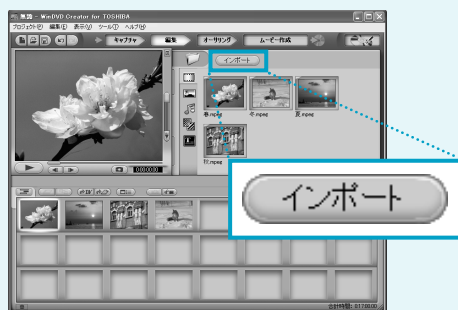 無題 - WinDVD Creator for TOSHIBA
プロジェクト(P) 編集(E) 表示(V) ツール(T) ヘルプ(H)
キャプチャ 編集 オーサリング ムービー作成
インポート
春.mpeg 冬.mpeg 夏.mpeg
秋.mpeg
インポート